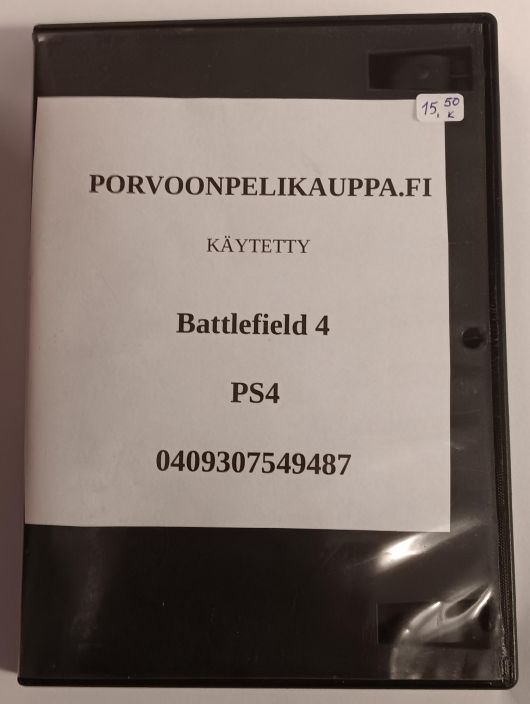 15,50
K
PORVOONPELIKAUPPA.FI
KÄYTETTY
Battlefield 4
PS4
0409307549487